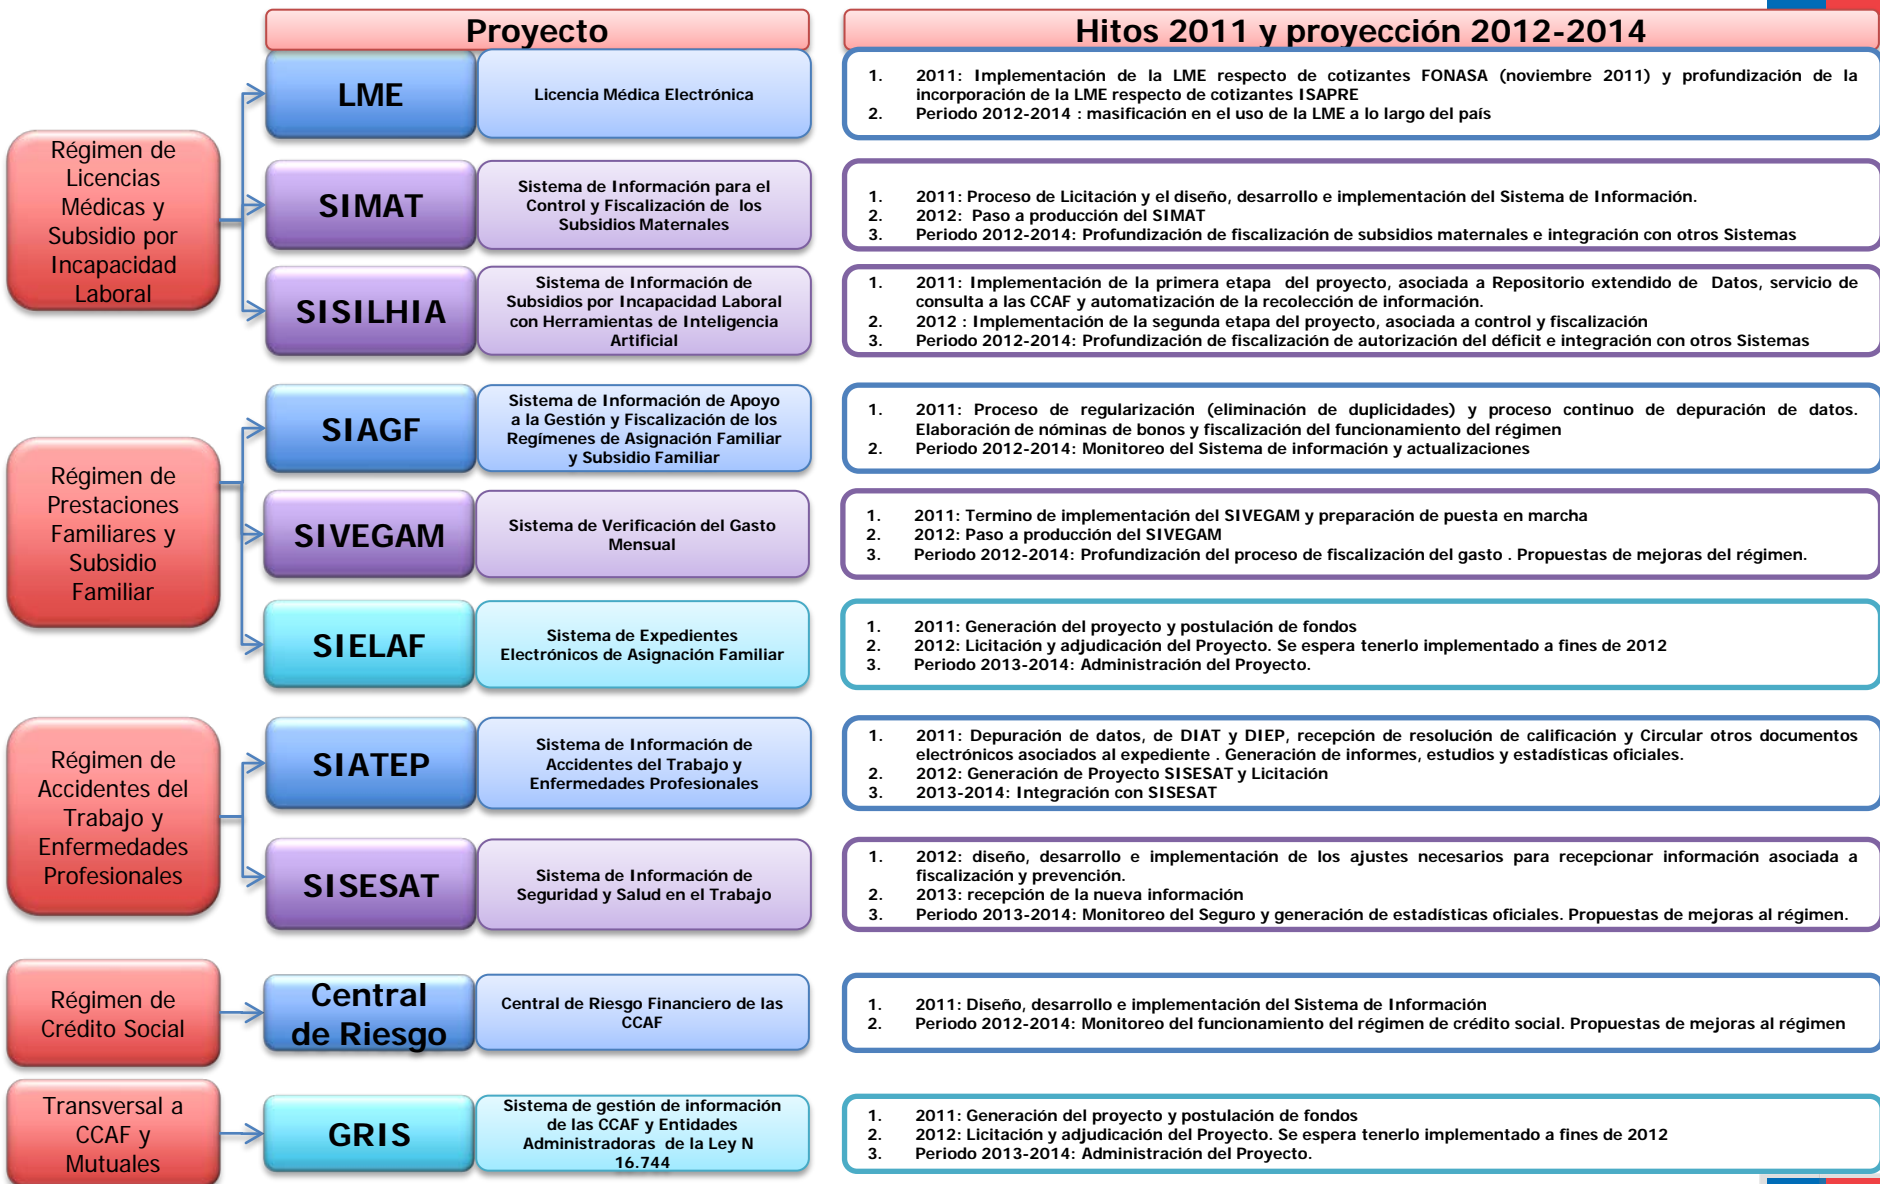 Proyecto
Hitos 2011 y proyección 2012-2014
Régimen de
Licencias
Médicas y
Subsidio por
Incapacidad
Laboral
LME
Licencia Médica Electrónica
1. 2011: Implementación de la LME respecto de cotizantes FONASA (noviembre 2011) y profundización de la
incorporación de la LME respecto de cotizantes ISAPRE
2. Periodo 2012-2014 : masificación en el uso de la LME a lo largo del país
SIMAT
Sistema de Información para el
Control y Fiscalización de los
Subsidios Maternales
1. 2011: Proceso de Licitación y el diseño, desarrollo e implementación del Sistema de Información.
2. 2012: Paso a producción del SIMAT
3. Periodo 2012-2014: Profundización de fiscalización de subsidios maternales e integración con otros Sistemas
SISILHIA
Sistema de Información de
Subsidios por Incapacidad Laboral
con Herramientas de Inteligencia
Artificial
1. 2011: Implementación de la primera etapa del proyecto, asociada a Repositorio extendido de Datos, servicio de
consulta a las CCAF y automatización de la recolección de información.
2. 2012 : Implementación de la segunda etapa del proyecto, asociada a control y fiscalización
3. Periodo 2012-2014: Profundización de fiscalización de autorización del déficit e integración con otros Sistemas
Régimen de
Prestaciones
Familiares y
Subsidio
Familiar
SIAGF
Sistema de Información de Apoyo
a la Gestión y Fiscalización de los
Regímenes de Asignación Familiar
y Subsidio Familiar
1. 2011: Proceso de regularización (eliminación de duplicidades) y proceso continuo de depuración de datos.
Elaboración de nóminas de bonos y fiscalización del funcionamiento del régimen
2. Periodo 2012-2014: Monitoreo del Sistema de información y actualizaciones
SIVEGAM
Sistema de Verificación del Gasto
Mensual
1. 2011: Termino de implementación del SIVEGAM y preparación de puesta en marcha
2. 2012: Paso a producción del SIVEGAM
3. Periodo 2012-2014: Profundización del proceso de fiscalización del gasto . Propuestas de mejoras del régimen.
SIELAF
Sistema de Expedientes
Electrónicos de Asignación Familiar
1. 2011: Generación del proyecto y postulación de fondos
2. 2012: Licitación y adjudicación del Proyecto. Se espera tenerlo implementado a fines de 2012
3. Periodo 2013-2014: Administración del Proyecto.
Régimen de
Accidentes del
Trabajo y
Enfermedades
Profesionales
SIATEP
Sistema de Información de
Accidentes del Trabajo y
Enfermedades Profesionales
1. 2011: Depuración de datos, de DIAT y DIEP, recepción de resolución de calificación y Circular otros documentos
electrónicos asociados al expediente . Generación de informes, estudios y estadísticas oficiales.
2. 2012: Generación de Proyecto SISESAT y Licitación
3. 2013-2014: Integración con SISESAT
SISESAT
Sistema de Información de
Seguridad y Salud en el Trabajo
1. 2012: diseño, desarrollo e implementación de los ajustes necesarios para recepcionar información asociada a
fiscalización y prevención.
2. 2013: recepción de la nueva información
3. Periodo 2013-2014: Monitoreo del Seguro y generación de estadísticas oficiales. Propuestas de mejoras al régimen.
Régimen de
Crédito Social
Central
de Riesgo
Central de Riesgo Financiero de las
CCAF
1. 2011: Diseño, desarrollo e implementación del Sistema de Información
2. Periodo 2012-2014: Monitoreo del funcionamiento del régimen de crédito social. Propuestas de mejoras al régimen
Transversal a
CCAF y
Mutuales
GRIS
Sistema de gestión de información
de las CCAF y Entidades
Administradoras de la Ley N
16.744
1. 2011: Generación del proyecto y postulación de fondos
2. 2012: Licitación y adjudicación del Proyecto. Se espera tenerlo implementado a fines de 2012
3. Periodo 2013-2014: Administración del Proyecto.